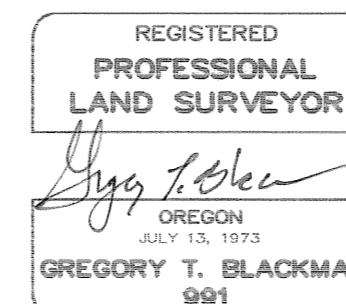 REGISTERED
PROFESSIONAL
LAND SURVEYOR
OREGON
JULY 13, 1973
GREGORY T. BLACKMA
991